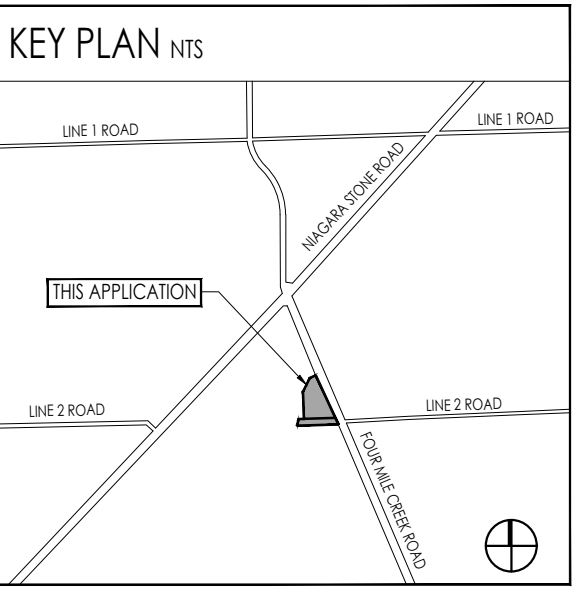 KEY PLAN NTS
LINE 1 ROAD
LINE 1 ROAD
NIAGARA STONE ROAD
THIS APPLICATION
LINE 2 ROAD
LINE 2 ROAD
FOUR MILE CREEK ROAD